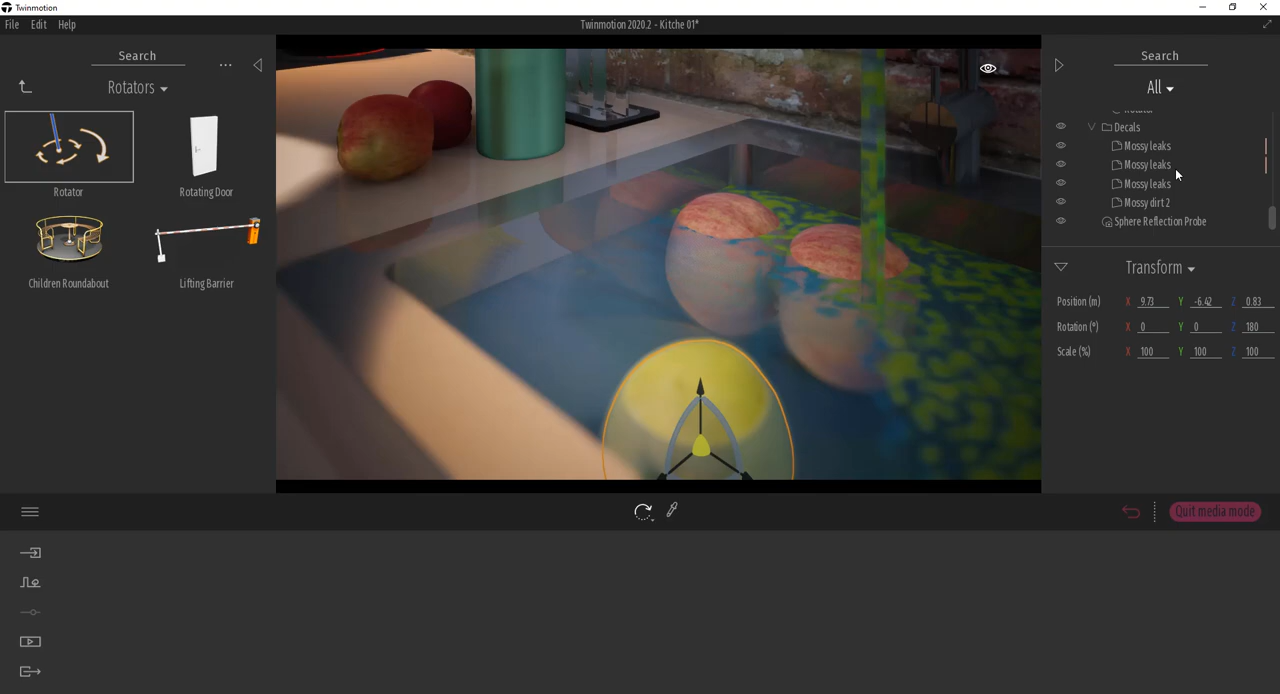 Twinmotion
File Edit Help
Twinmotion 2020.2 - Kitche 01*
Search
...
Rotators
Rotator
Rotating Door
Children Roundabout
Lifting Barrier
Search
All
Rotator
Decals
Mossy leaks
Mossy leaks
Mossy leaks
Mossy dirt 2
Sphere Reflection Probe
Transform
Position (m) X 9.73 Y -6.42 Z 0.83
Rotation (°) X 0 Y 0 Z 180
Scale (%) X 100 Y 100 Z 100
Quit media mode